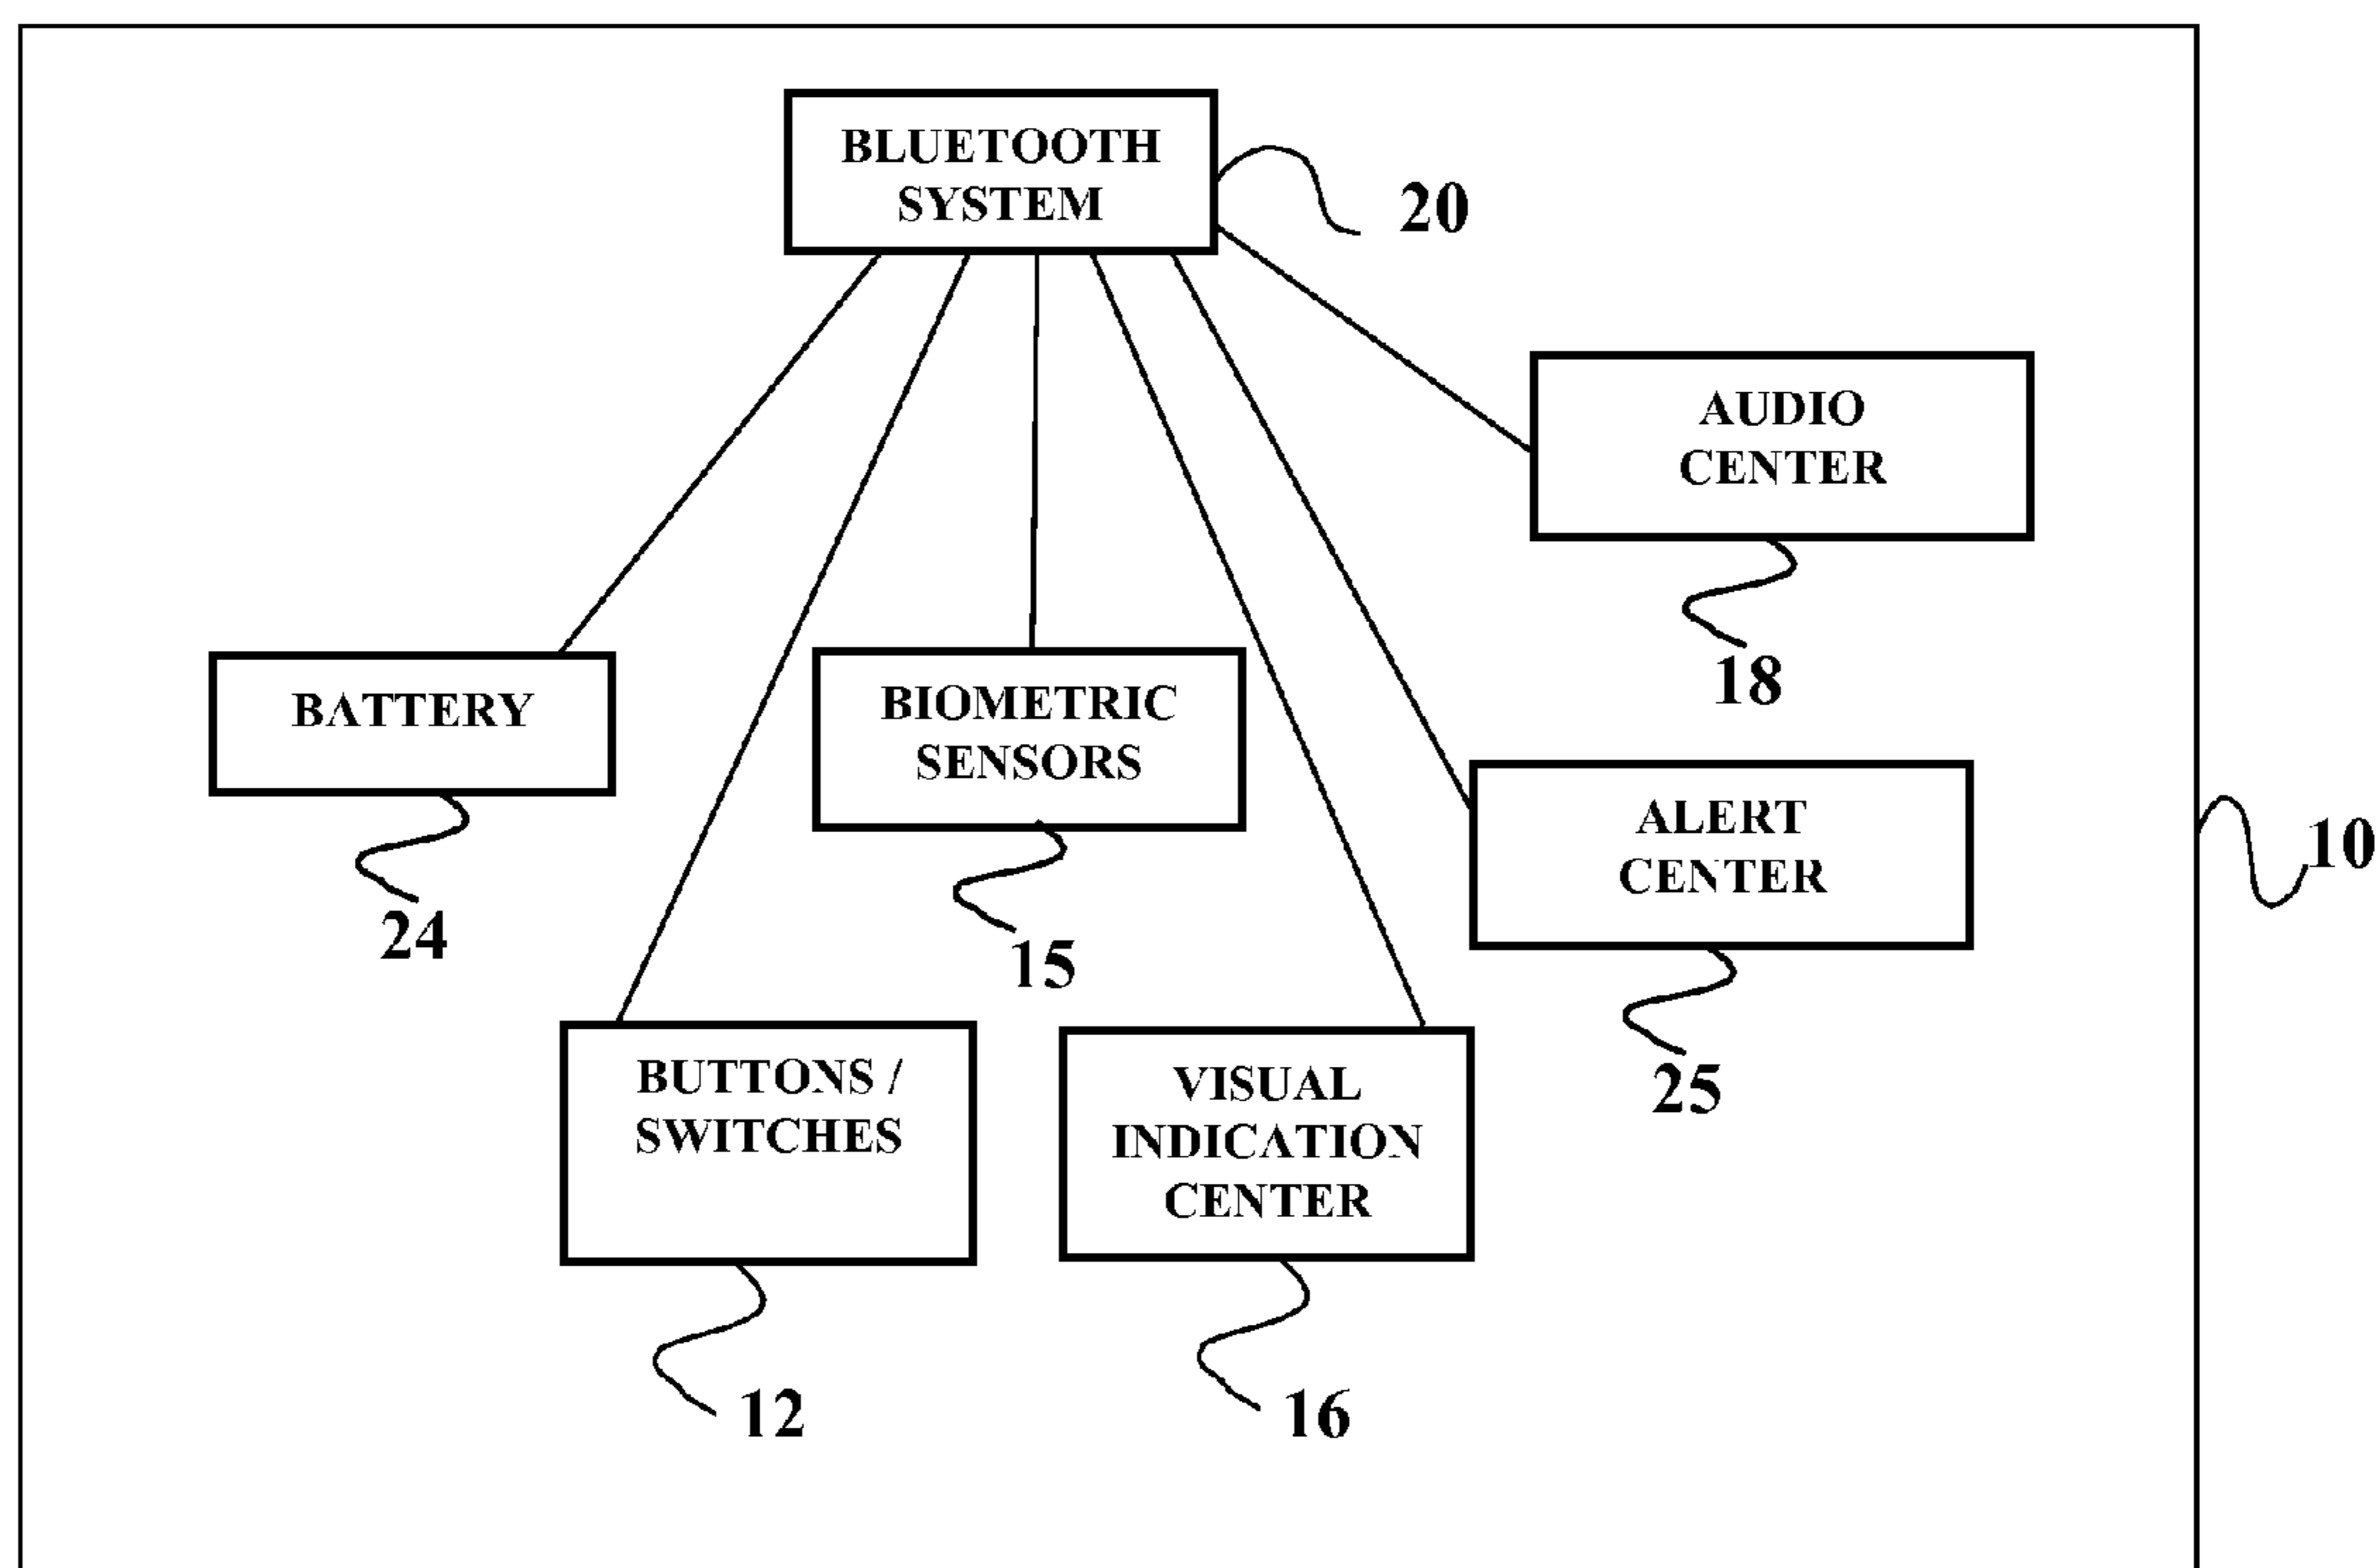 BLUETOOTH
SYSTEM
20
AUDIO
CENTER
18
BATTERY
24
BIOMETRIC
SENSORS
15
ALERT
CENTER
25
10
BUTTONS /
SWITCHES
12
VISUAL
INDICATION
CENTER
16